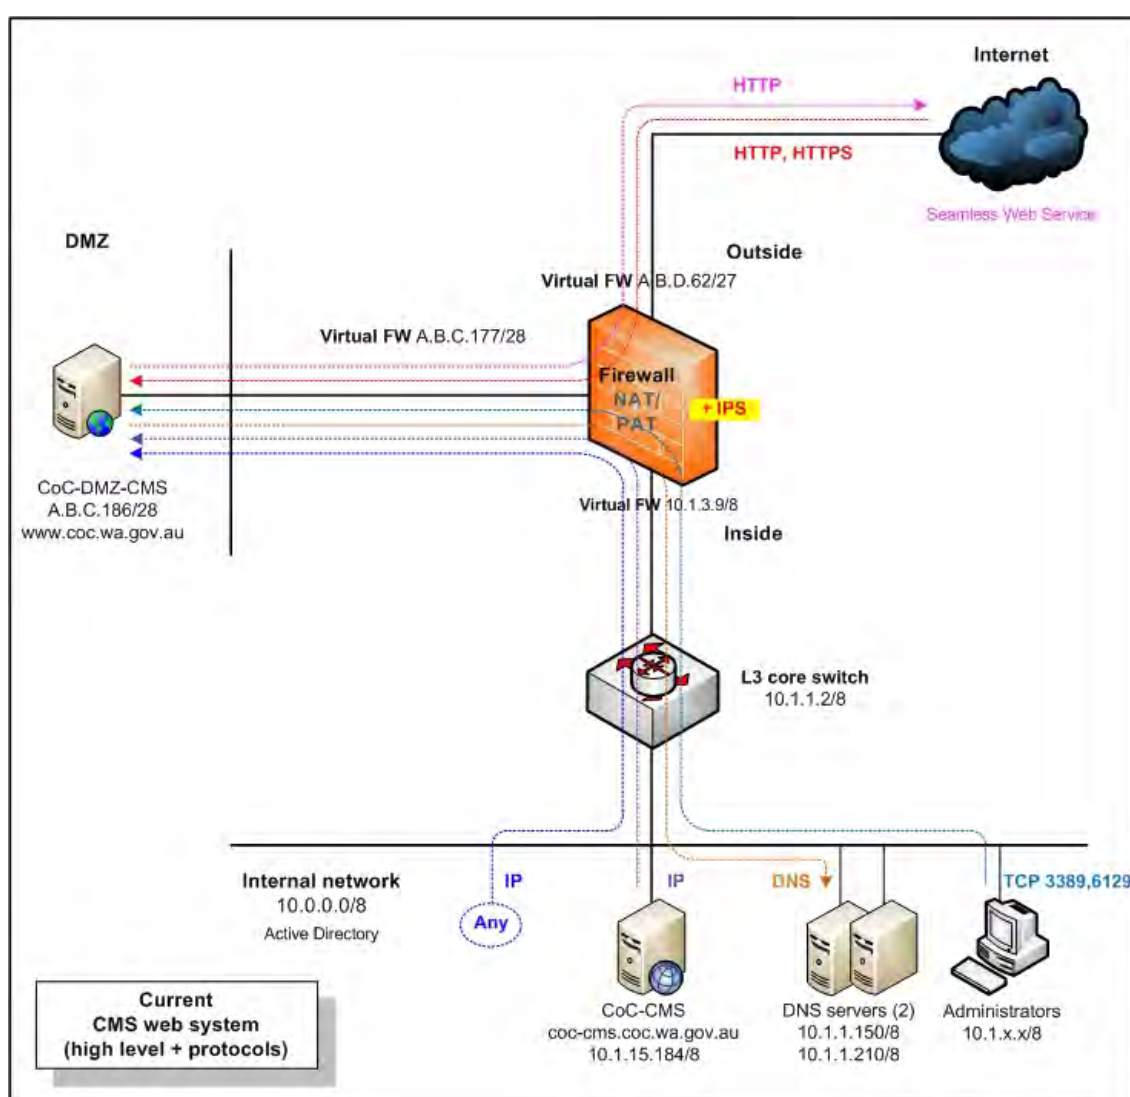 Internet
HTTP
HTTP, HTTPS
Seamless Web Service
DMZ
Outside
Virtual FW A.B.D.62/27
Virtual FW A.B.C.177/28
Firewall
NAT/
PAT
+ IPS
CoC-DMZ-CMS
A.B.C.186/28
www.coc.wa.gov.au
Virtual FW 10.1.3.9/8
Inside
L3 core switch
10.1.1.2/8
Internal network
10.0.0.0/8
Active Directory
IP
Any
IP
DNS
TCP 3389,6129
CoC-CMS
coc-cms.coc.wa.gov.au
10.1.15.184/8
DNS servers (2)
10.1.1.150/8
10.1.1.210/8
Administrators
10.1.x.x/8
Current
CMS web system
(high level + protocols)